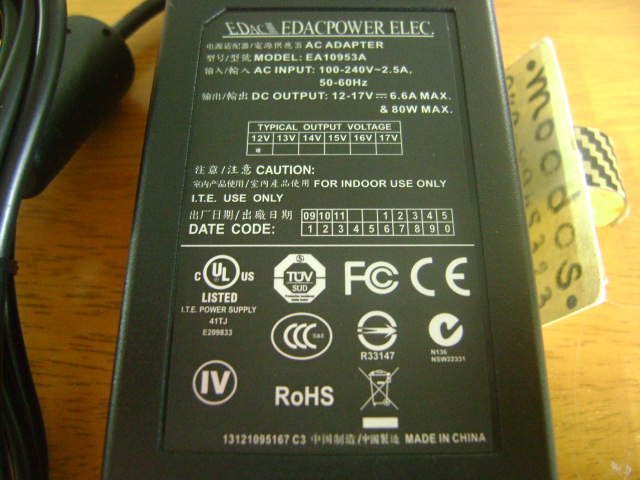 EDAC EDACPOWER ELEC.
电源适配器/電源供應器 AC ADAPTER
型号/型號 MODEL: EA10953A
输入/輸入 AC INPUT: 100-240V~2.5A,
50-60Hz
输出/輸出 DC OUTPUT: 12-17V⎓6.6A MAX.
& 80W MAX.
TYPICAL OUTPUT VOLTAGE
12V 13V 14V 15V 16V 17V
*
注意/注意 CAUTION:
室内产品使用/室內產品使用 FOR INDOOR USE ONLY
I.T.E. USE ONLY
出厂日期/出廠日期 09 10 11 1 2 3 4 5
DATE CODE: 1 2 3 4 5 6 7 8 9 0
C UL US
LISTED
I.T.E. POWER SUPPLY
41TJ
E209833
TÜV
SÜD
FC CE
CCC S&E
R33147
N136
NSW22331
IV
RoHS
13121095167 C3 中国制造/中國製造 MADE IN CHINA
moodos